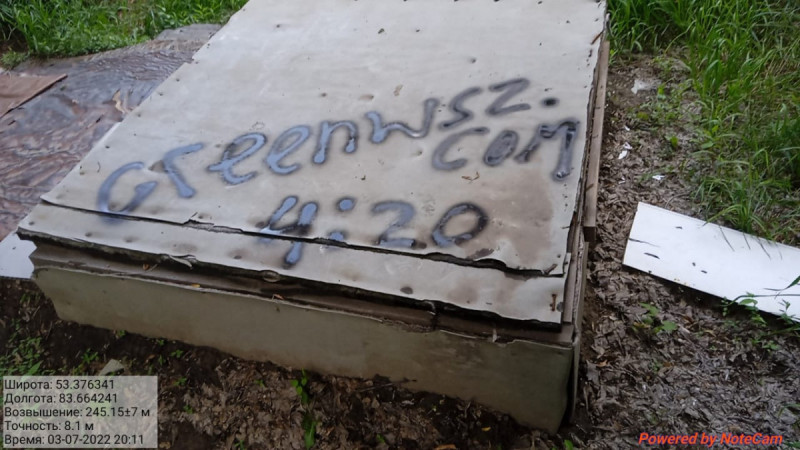 Greenwsz.
com
4:20
Широта: 53.376341
Долгота: 83.664241
Возвышение: 245.15±7 м
Точность: 8.1 м
Время: 03-07-2022 20:11
Powered by NoteCam